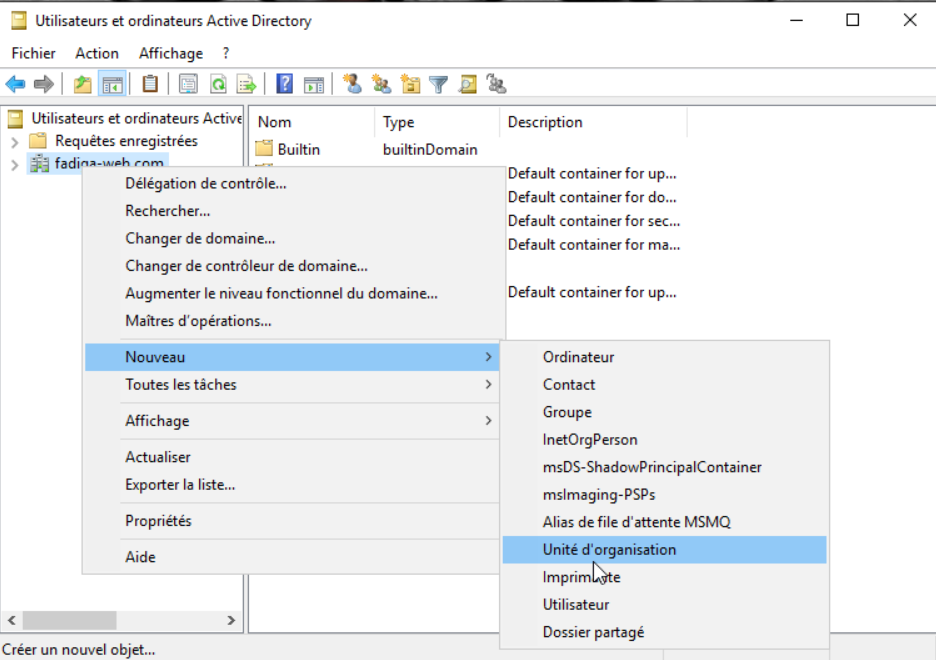 Utilisateurs et ordinateurs Active Directory
Fichier Action Affichage ?
Utilisateurs et ordinateurs Active
Requêtes enregistrées
fadiga-web.com
Nom Type Description
Builtin builtinDomain
Default container for up...
Default container for do...
Default container for sec...
Default container for ma...
Default container for up...
Délégation de contrôle...
Rechercher...
Changer de domaine...
Changer de contrôleur de domaine...
Augmenter le niveau fonctionnel du domaine...
Maîtres d'opérations...
Nouveau
Toutes les tâches
Affichage
Actualiser
Exporter la liste...
Propriétés
Aide
Ordinateur
Contact
Groupe
InetOrgPerson
msDS-ShadowPrincipalContainer
msImaging-PSPs
Alias de file d'attente MSMQ
Unité d'organisation
Imprimante
Utilisateur
Dossier partagé
Créer un nouvel objet...